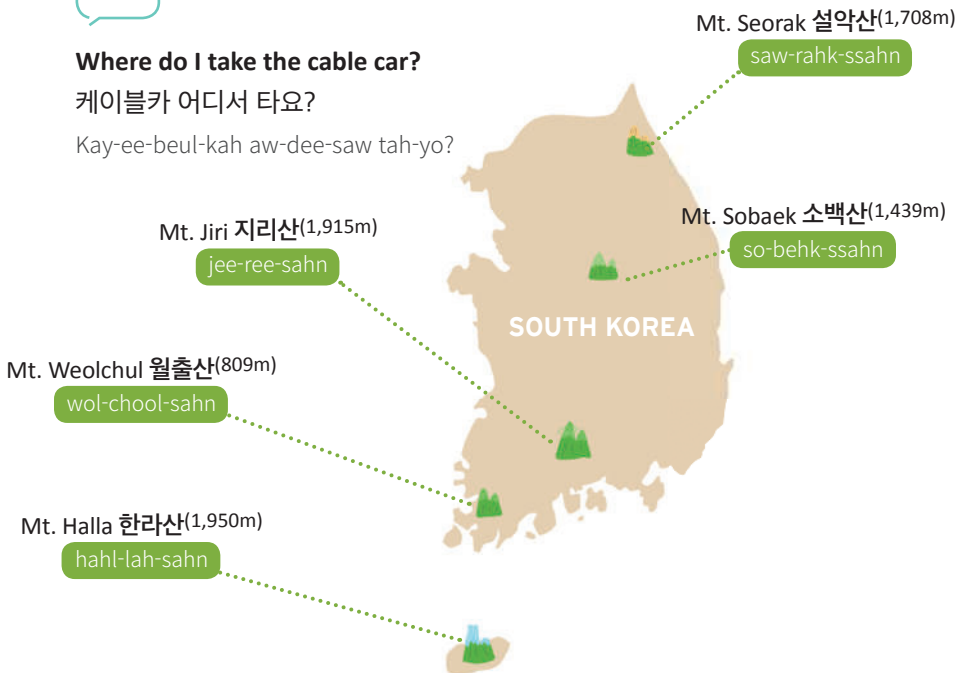 Where do I take the cable car?
케이블카 어디서 타요?
Kay-ee-beul-kah aw-dee-saw tah-yo?
Mt. Seorak 설악산(1,708m)
saw-rahk-ssahn
Mt. Sobaek 소백산(1,439m)
so-behk-ssahn
Mt. Jiri 지리산(1,915m)
jee-ree-sahn
SOUTH KOREA
Mt. Weolchul 월출산(809m)
wol-chool-sahn
Mt. Halla 한라산(1,950m)
hahl-lah-sahn